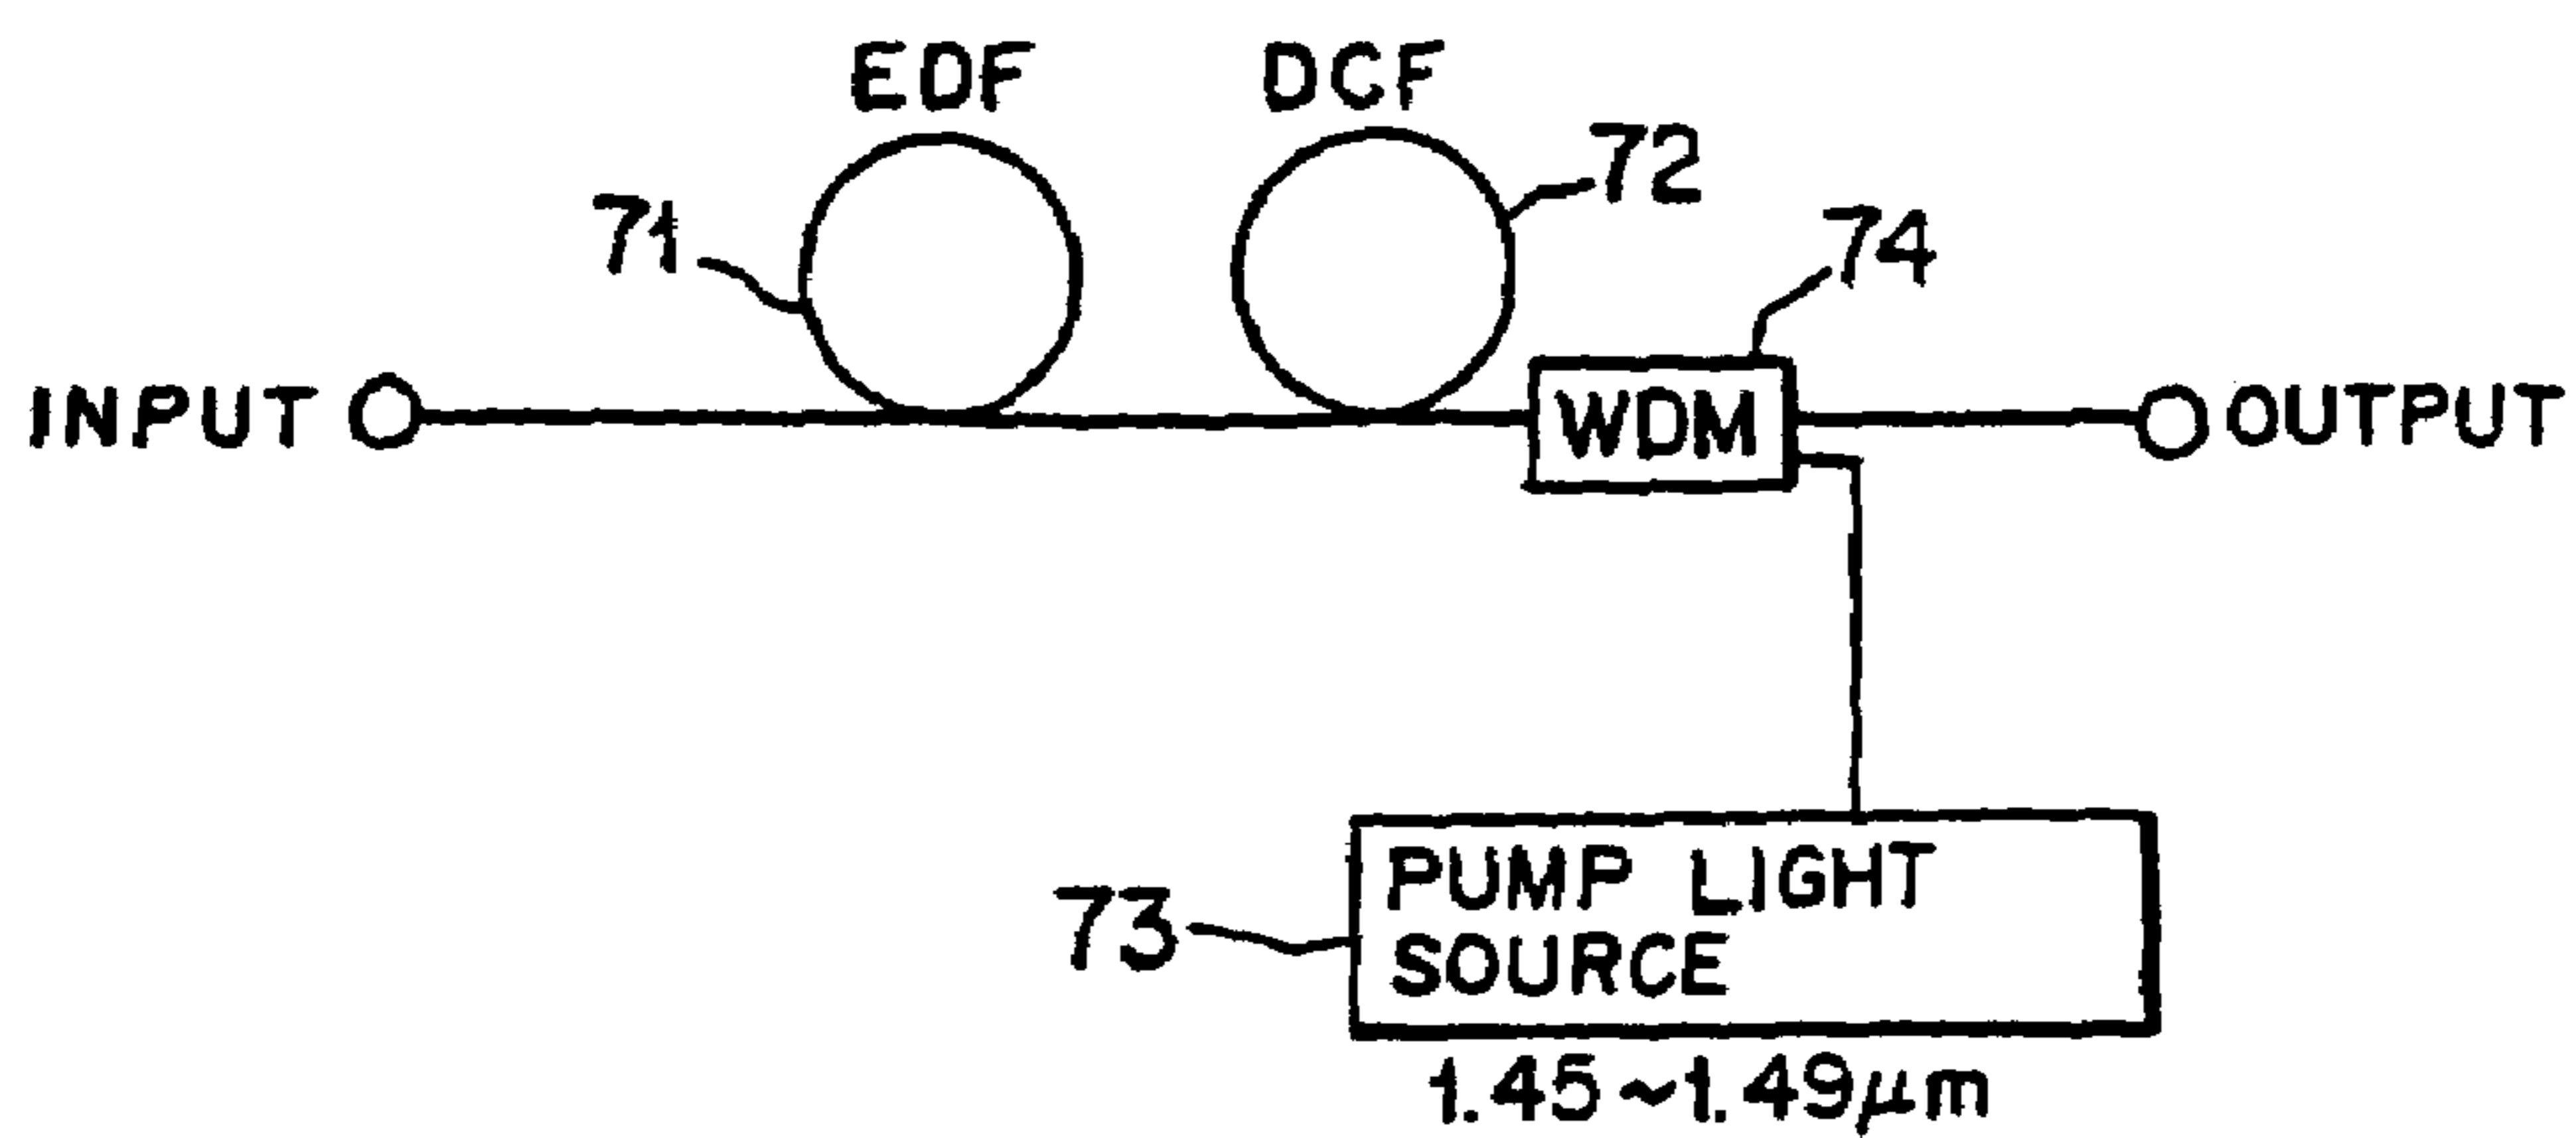 EDF
DCF
72
71
74
INPUT
WDM
OUTPUT
PUMP LIGHT
SOURCE
73
1.45~1.49μm